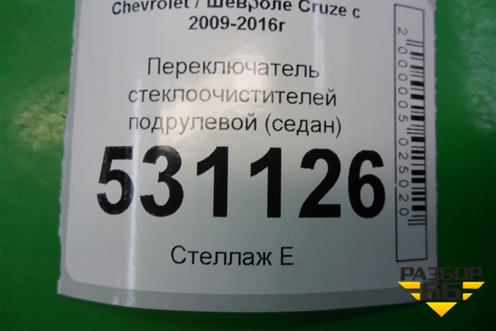 Chevrolet / Шевроле Cruze с
2009-2016г
Переключатель
стеклоочистителей
подрулевой (седан)
531126
Стеллаж Е
2000005025020
РАЗБОР
66